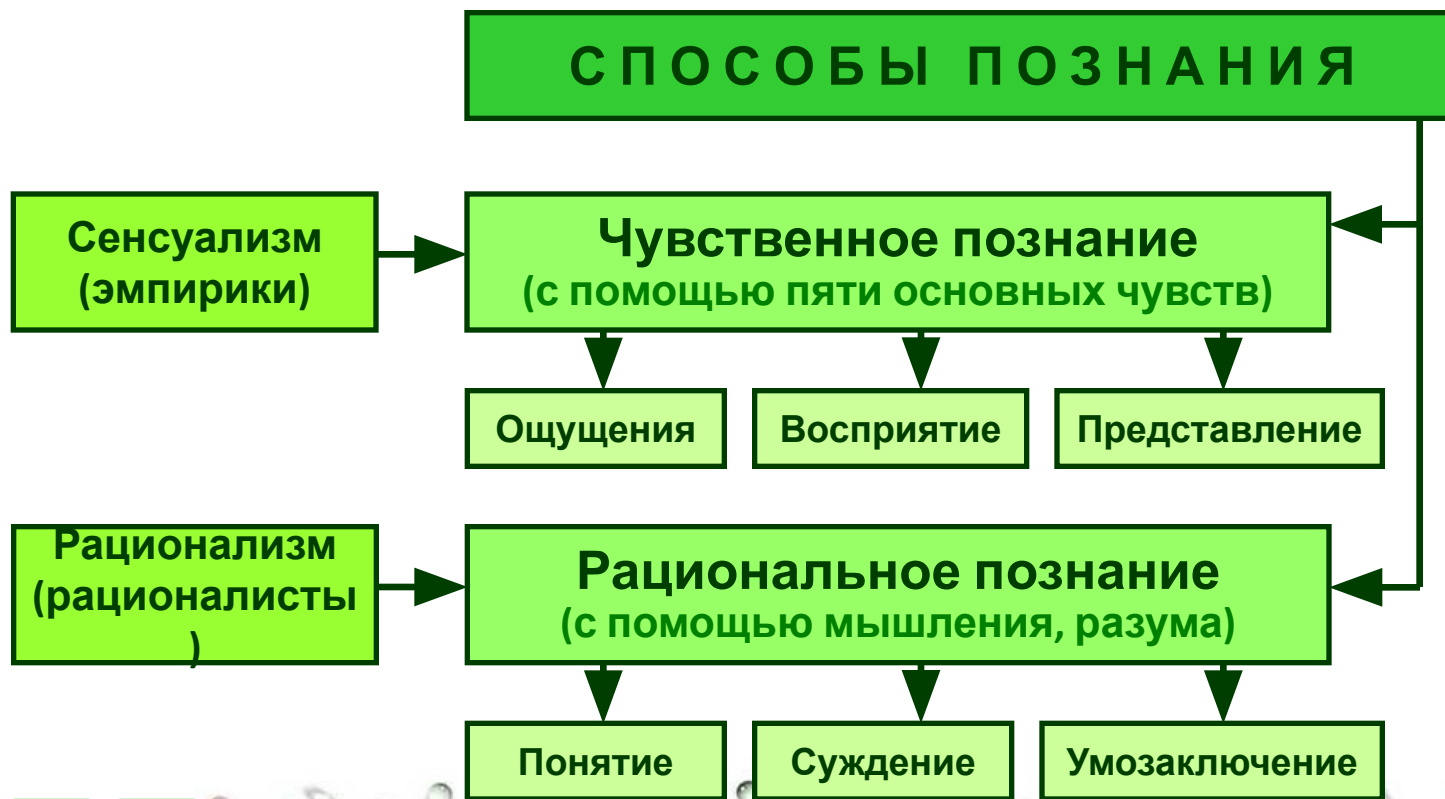 СПОСОБЫ ПОЗНАНИЯ
Сенсуализм
(эмпирики)
Чувственное познание
(с помощью пяти основных чувств)
Ощущения
Восприятие
Представление
Рационализм
(рационалисты
)
Рациональное познание
(с помощью мышления, разума)
Понятие
Суждение
Умозаключение